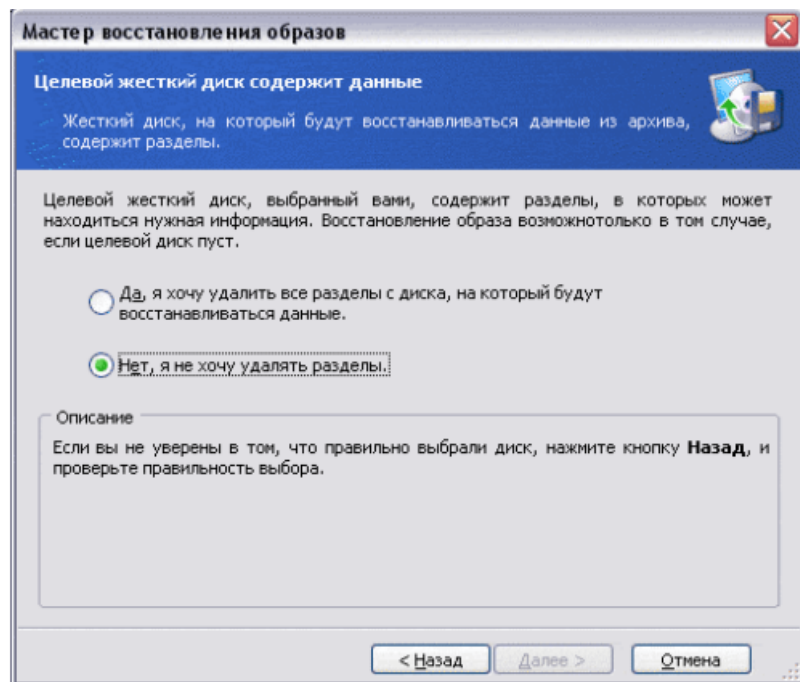 Мастер восстановления образов
Целевой жесткий диск содержит данные
Жесткий диск, на который будут восстанавливаться данные из архива,
содержит разделы.
Целевой жесткий диск, выбранный вами, содержит разделы, в которых может
находиться нужная информация. Восстановление образа возможнотолько в том случае,
если целевой диск пуст.
Да, я хочу удалить все разделы с диска, на который будут
восстанавливаться данные.
Нет, я не хочу удалять разделы.
Описание
Если вы не уверены в том, что правильно выбрали диск, нажмите кнопку Назад, и
проверьте правильность выбора.
< Назад Далее > Отмена